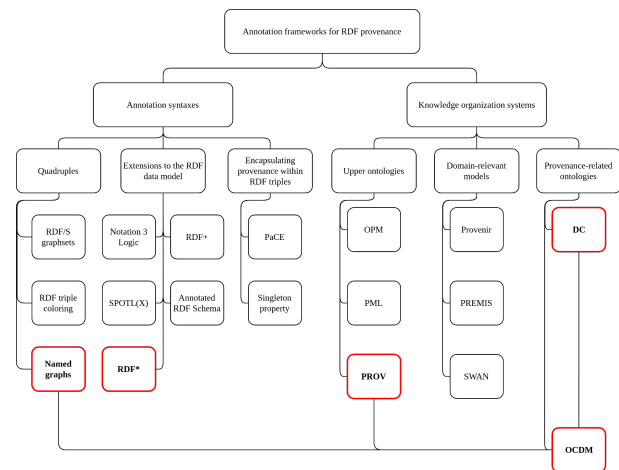 Annotation frameworks for RDF provenance
Annotation syntaxes
Knowledge organization systems
Quadruples
Extensions to the RDF
data model
Encapsulating
provenance within
RDF triples
Upper ontologies
Domain-relevant
models
Provenance-related
ontologies
RDF/S
graphsets
Notation 3
Logic
RDF+
PaCE
OPM
Provenir
DC
RDF triple
coloring
SPOTL(X)
Annotated
RDF Schema
Singleton
property
PML
PREMIS
Named
graphs
RDF*
PROV
SWAN
OCDM